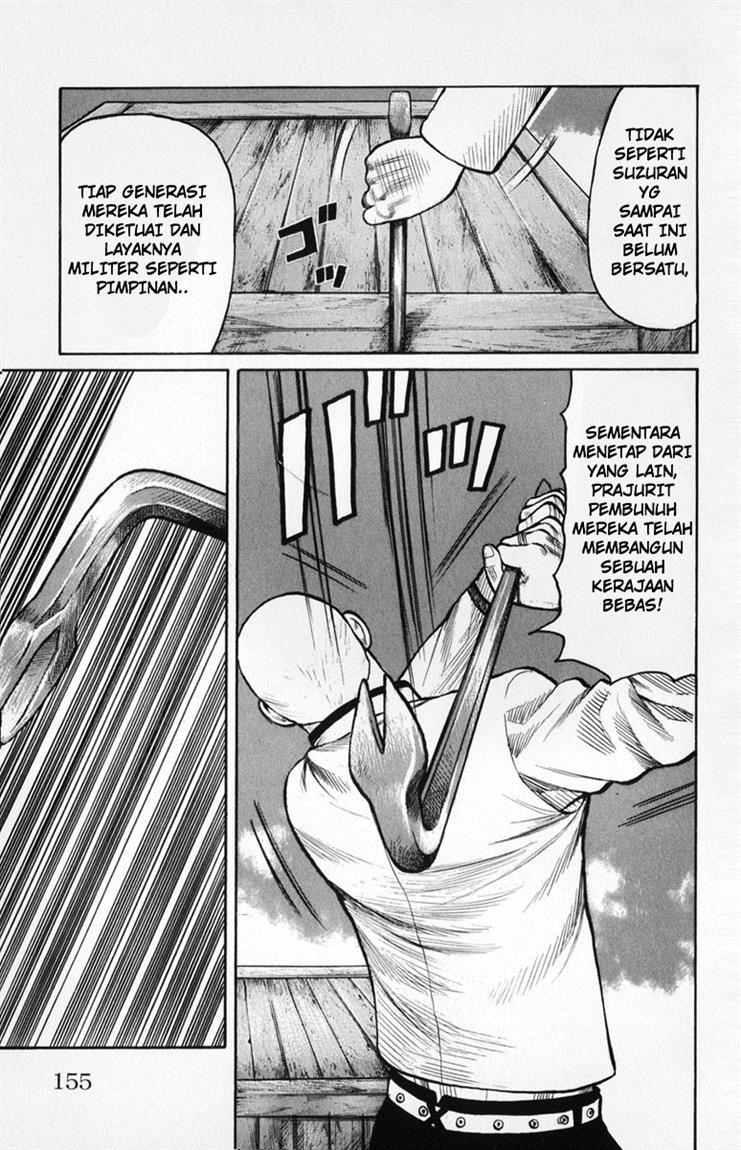 TIDAK
SEPERTI
SUZURAN
YG
SAMPAI
SAAT INI
BELUM
BERSATU,
TIAP GENERASI
MEREKA TELAH
DIKETUAI DAN
LAYAKNYA
MILITER SEPERTI
PIMPINAN..
ゴッ
SEMENTARA
MENETAP DARI
YANG LAIN,
PRAJURIT
PEMBUNUH
MEREKA TELAH
MEMBANGUN
SEBUAH
KERAJAAN
BEBAS!
155